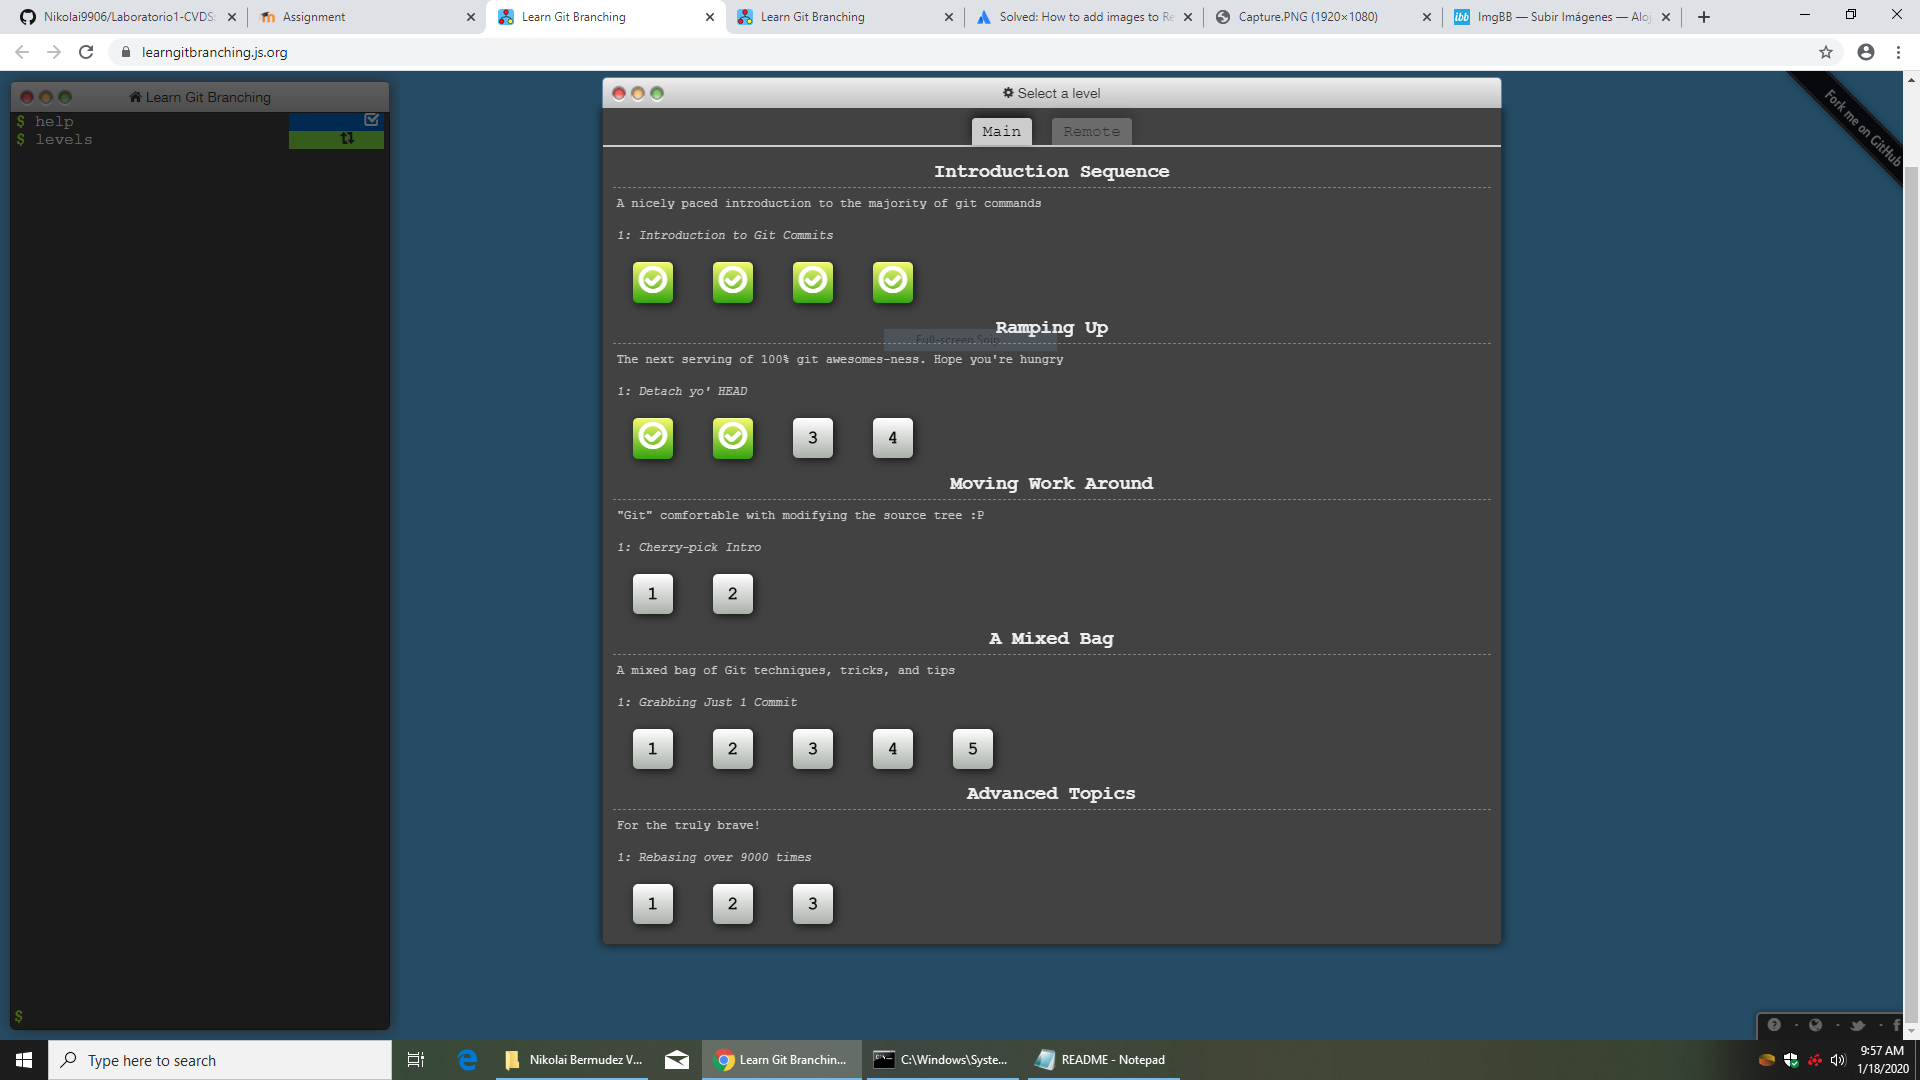 Nikolai9906/Laboratorio1-CVDS
Assignment
Learn Git Branching
Learn Git Branching
Solved: How to add images to Re
Capture.PNG (1920×1080)
ImgBB — Subir Imágenes — Aloj
learngitbranching.js.org
Learn Git Branching
$ help
$ levels
$
Select a level
Main
Remote
Introduction Sequence
A nicely paced introduction to the majority of git commands
1: Introduction to Git Commits
Ramping Up
Full-screen Snip
The next serving of 100% git awesomes-ness. Hope you're hungry
1: Detach yo' HEAD
3 4
Moving Work Around
"Git" comfortable with modifying the source tree :P
1: Cherry-pick Intro
1 2
A Mixed Bag
A mixed bag of Git techniques, tricks, and tips
1: Grabbing Just 1 Commit
1 2 3 4 5
Advanced Topics
For the truly brave!
1: Rebasing over 9000 times
1 2 3
Fork me on GitHub
Type here to search
Nikolai Bermudez V...
Learn Git Branchin...
C:\Windows\Syste...
README - Notepad
9:57 AM
1/18/2020